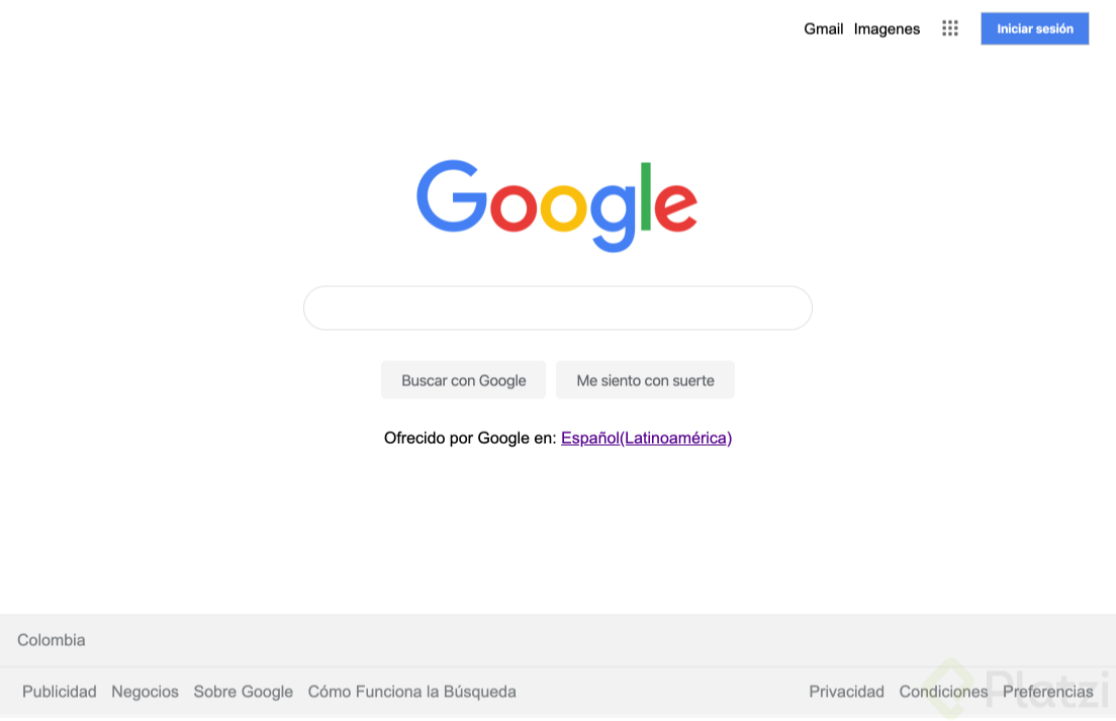 Gmail Imagenes Iniciar sesión
Google
Buscar con Google Me siento con suerte
Ofrecido por Google en: Español(Latinoamérica)
Colombia
Publicidad Negocios Sobre Google Cómo Funciona la Búsqueda Privacidad Condiciones Preferencias
Platzi